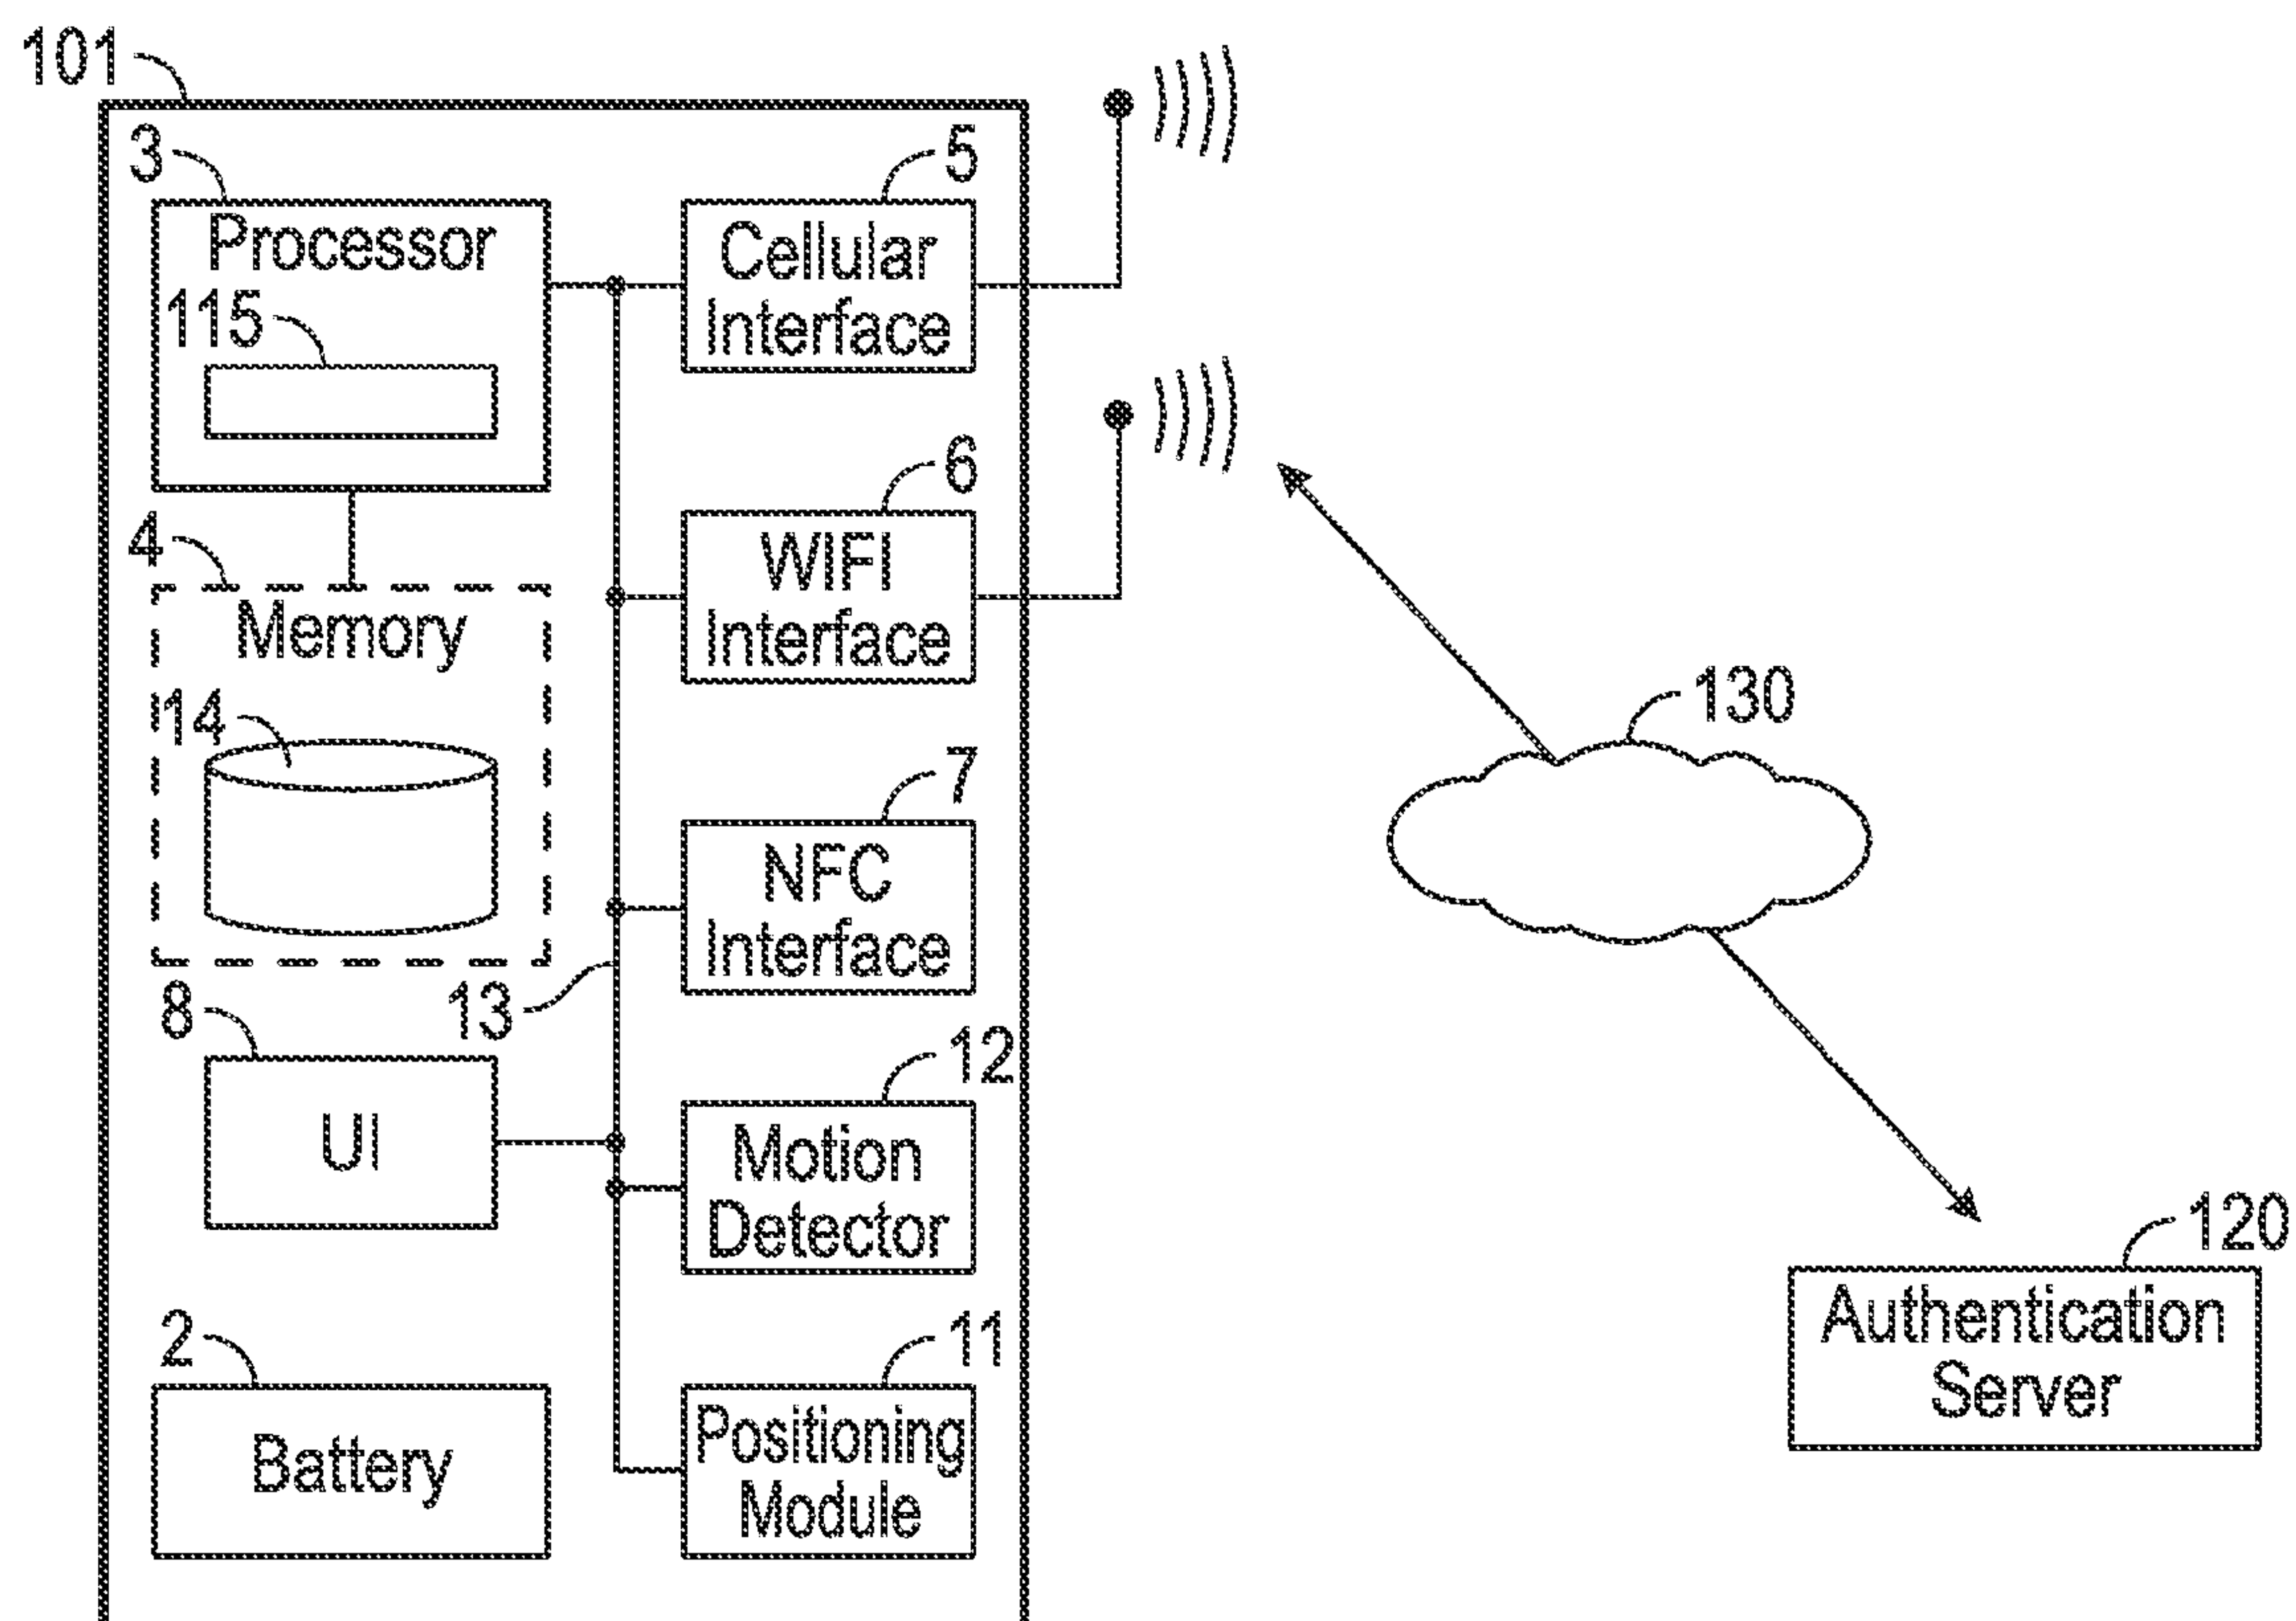 101
3
Processor
115
5
Cellular
Interface
4
Memory
14
6
WIFI
Interface
7
NFC
Interface
13
8
UI
12
Motion
Detector
2
Battery
11
Positioning
Module
130
120
Authentication
Server